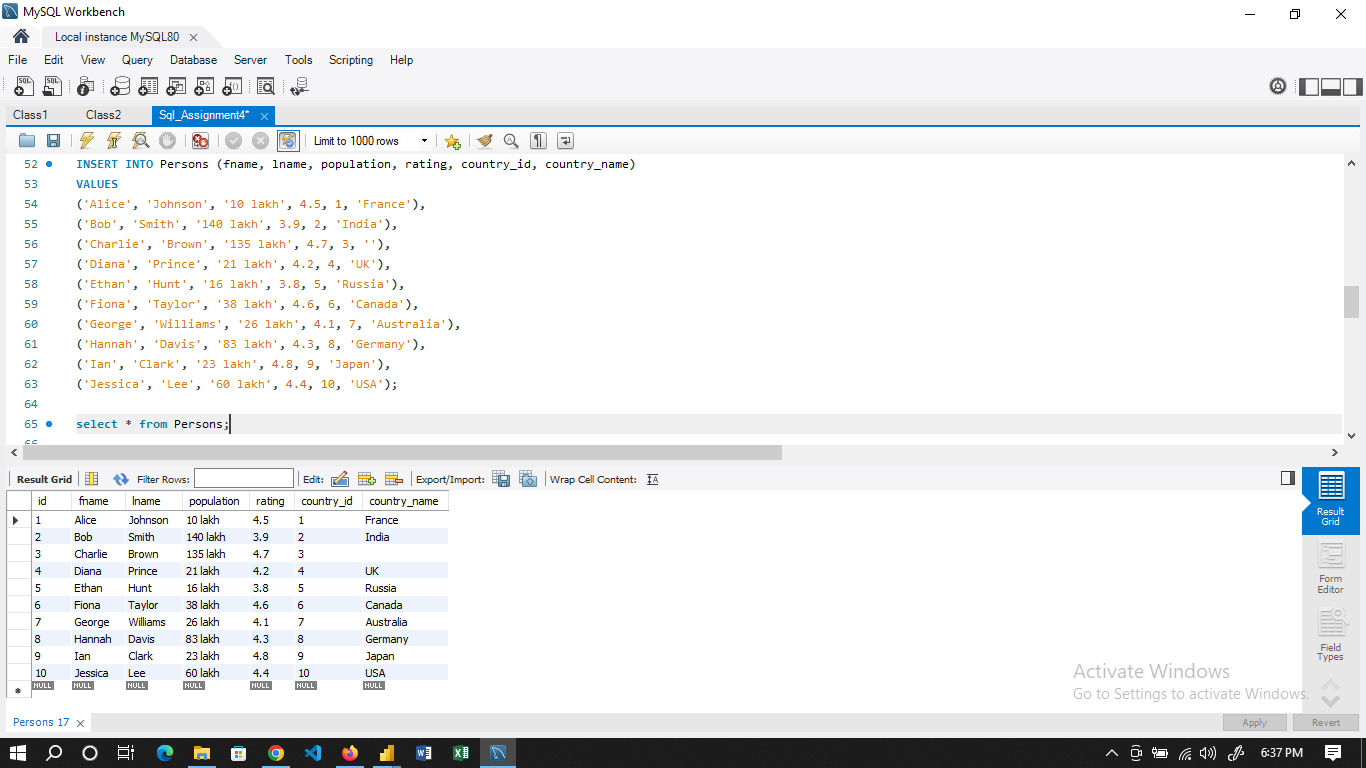 MySQL Workbench
Local instance MySQL80
File Edit View Query Database Server Tools Scripting Help
Class1 Class2 Sql_Assignment4*
Limit to 1000 rows
52 INSERT INTO Persons (fname, lname, population, rating, country_id, country_name)
53 VALUES
54 ('Alice', 'Johnson', '10 lakh', 4.5, 1, 'France'),
55 ('Bob', 'Smith', '140 lakh', 3.9, 2, 'India'),
56 ('Charlie', 'Brown', '135 lakh', 4.7, 3, ''),
57 ('Diana', 'Prince', '21 lakh', 4.2, 4, 'UK'),
58 ('Ethan', 'Hunt', '16 lakh', 3.8, 5, 'Russia'),
59 ('Fiona', 'Taylor', '38 lakh', 4.6, 6, 'Canada'),
60 ('George', 'Williams', '26 lakh', 4.1, 7, 'Australia'),
61 ('Hannah', 'Davis', '83 lakh', 4.3, 8, 'Germany'),
62 ('Ian', 'Clark', '23 lakh', 4.8, 9, 'Japan'),
63 ('Jessica', 'Lee', '60 lakh', 4.4, 10, 'USA');
64
65 select * from Persons;
66
Result Grid Filter Rows: Edit: Export/Import: Wrap Cell Content:
id fname lname population rating country_id country_name
1 Alice Johnson 10 lakh 4.5 1 France
2 Bob Smith 140 lakh 3.9 2 India
3 Charlie Brown 135 lakh 4.7 3
4 Diana Prince 21 lakh 4.2 4 UK
5 Ethan Hunt 16 lakh 3.8 5 Russia
6 Fiona Taylor 38 lakh 4.6 6 Canada
7 George Williams 26 lakh 4.1 7 Australia
8 Hannah Davis 83 lakh 4.3 8 Germany
9 Ian Clark 23 lakh 4.8 9 Japan
10 Jessica Lee 60 lakh 4.4 10 USA
NULL NULL NULL NULL NULL NULL NULL
Result
Grid
Form
Editor
Field
Types
Activate Windows
Go to Settings to activate Windows.
Persons 17
Apply Revert
6:37 PM